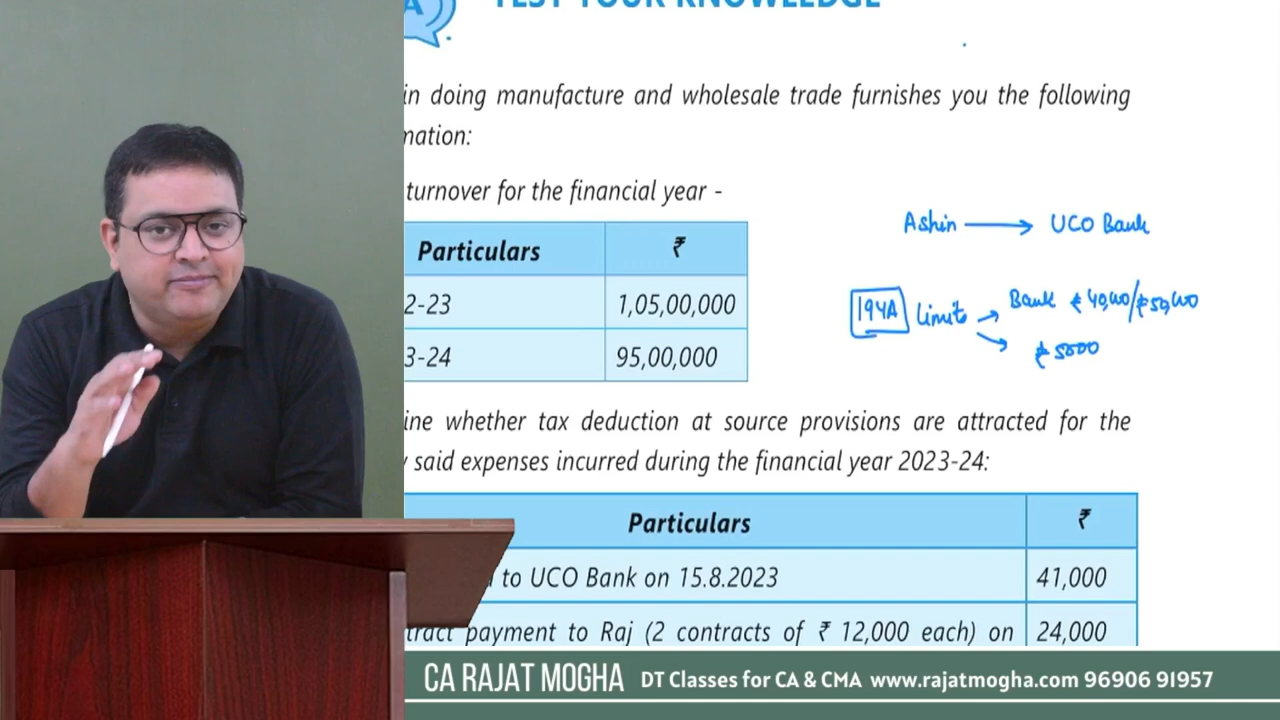 TEST YOUR KNOWLEDGE
in doing manufacture and wholesale trade furnishes you the following
mation:
turnover for the financial year -
Particulars ₹
2-23 1,05,00,000
3-24 95,00,000
Ashin → UCO Bank
194A Limits → Bank ₹ 40,000/₹50,000
→ ₹ 5000
ine whether tax deduction at source provisions are attracted for the
said expenses incurred during the financial year 2023-24:
Particulars ₹
to UCO Bank on 15.8.2023 41,000
tract payment to Raj (2 contracts of ₹ 12,000 each) on 24,000
CA RAJAT MOGHA DT Classes for CA & CMA www.rajatmogha.com 96906 91957